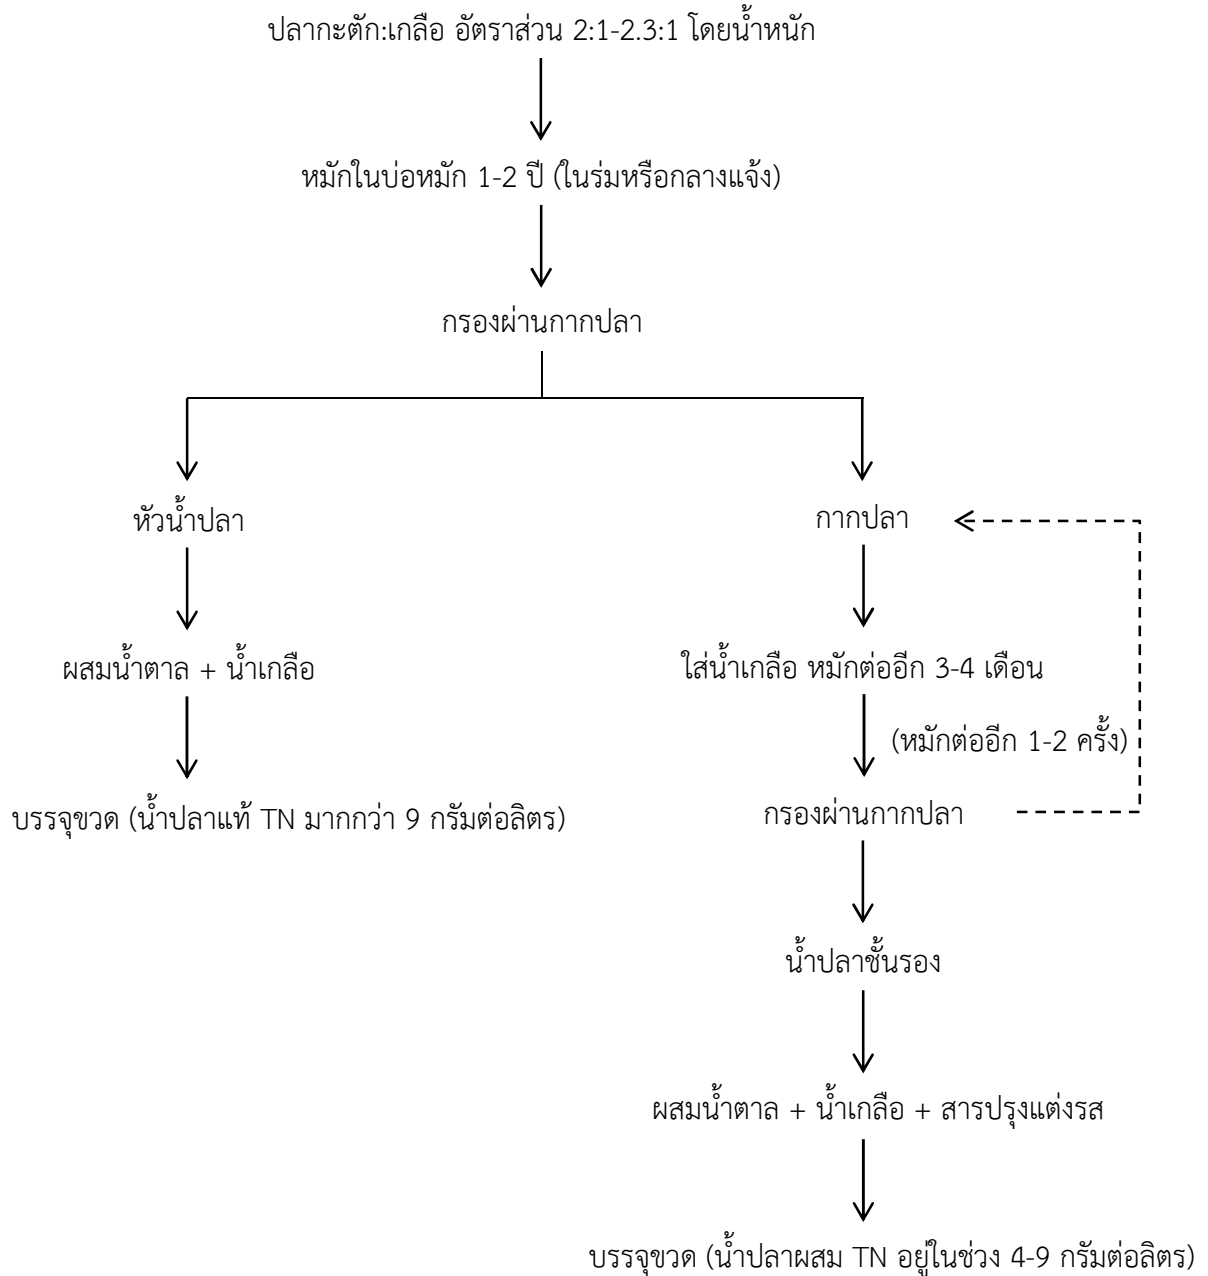 ปลากะตัก:เกลือ อัตราส่วน 2:1-2.3:1 โดยน้ำหนัก
หมักในบ่อหมัก 1-2 ปี (ในร่มหรือกลางแจ้ง)
กรองผ่านกากปลา
หัวน้ำปลา
กากปลา
ผสมน้ำตาล + น้ำเกลือ
ใส่น้ำเกลือ หมักต่ออีก 3-4 เดือน
(หมักต่ออีก 1-2 ครั้ง)
บรรจุขวด (น้ำปลาแท้ TN มากกว่า 9 กรัมต่อลิตร)
กรองผ่านกากปลา
น้ำปลาชั้นรอง
ผสมน้ำตาล + น้ำเกลือ + สารปรุงแต่งรส
บรรจุขวด (น้ำปลาผสม TN อยู่ในช่วง 4-9 กรัมต่อลิตร)